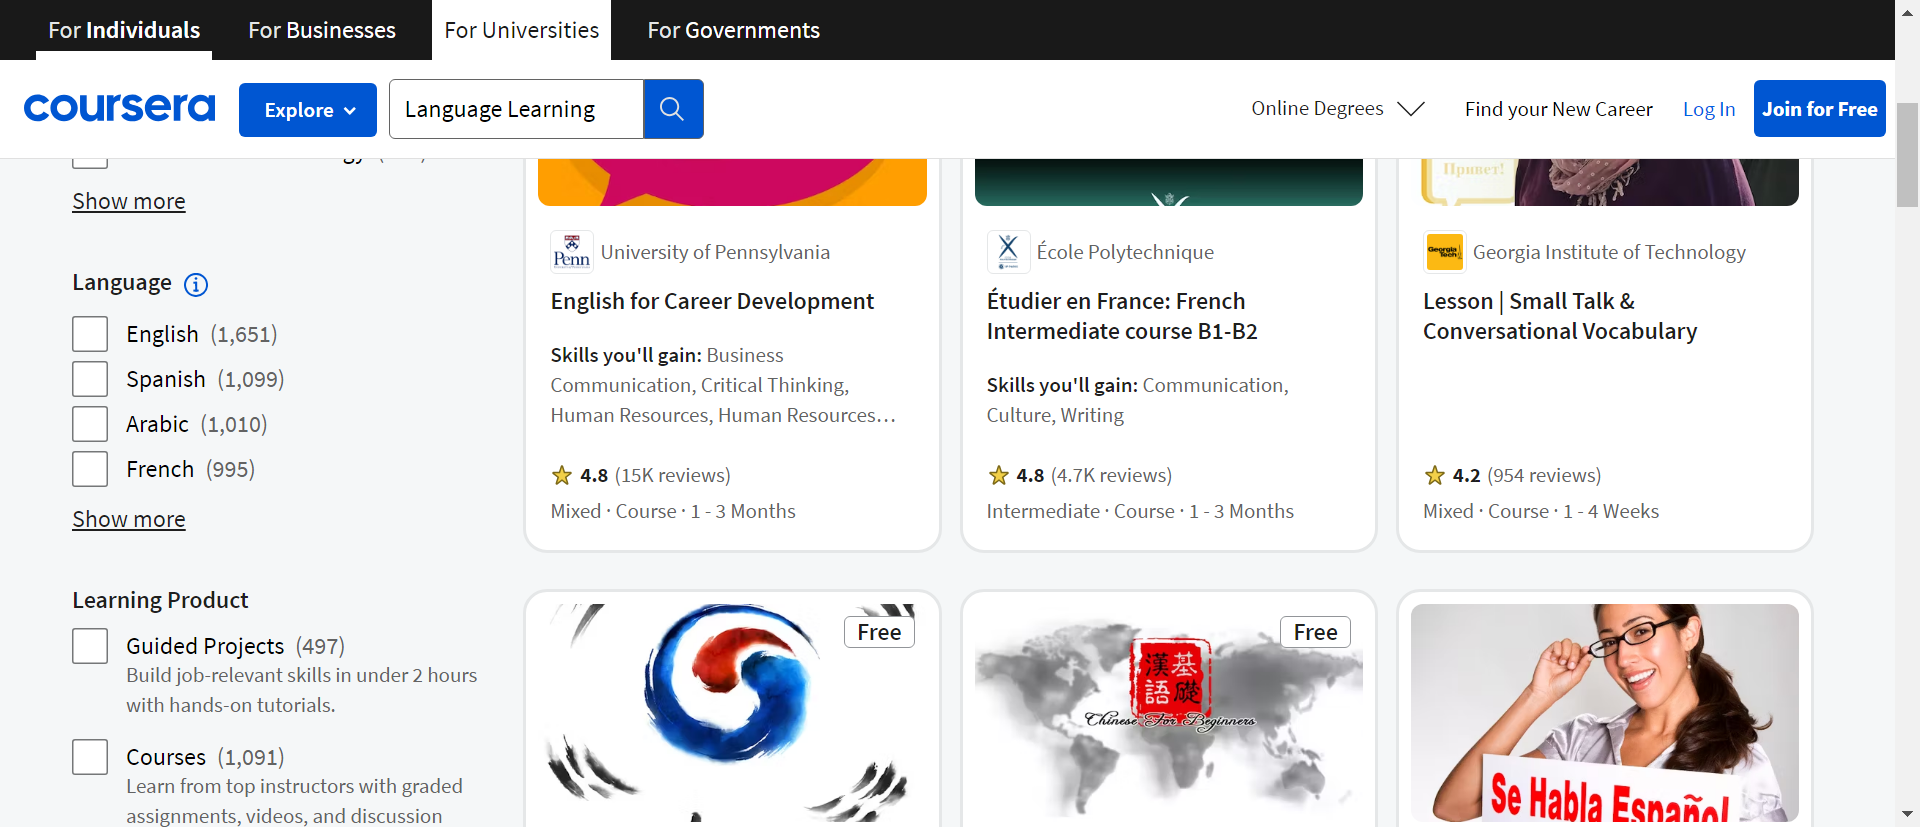 For Individuals
For Businesses
For Universities
For Governments
coursera
Explore
Language Learning
Online Degrees
Find your New Career
Log In
Join for Free
Show more
Language
English (1,651)
Spanish (1,099)
Arabic (1,010)
French (995)
Show more
Learning Product
Guided Projects (497)
Build job-relevant skills in under 2 hours
with hands-on tutorials.
Courses (1,091)
Learn from top instructors with graded
assignments, videos, and discussion
Penn
University of Pennsylvania
English for Career Development
Skills you'll gain: Business
Communication, Critical Thinking,
Human Resources, Human Resources…
4.8 (15K reviews)
Mixed · Course · 1 - 3 Months
École Polytechnique
Étudier en France: French
Intermediate course B1-B2
Skills you'll gain: Communication,
Culture, Writing
4.8 (4.7K reviews)
Intermediate · Course · 1 - 3 Months
Привет!
Georgia
Tech
Georgia Institute of Technology
Lesson | Small Talk &
Conversational Vocabulary
4.2 (954 reviews)
Mixed · Course · 1 - 4 Weeks
Free
Free
漢語基礎
Chinese For Beginners
Se Habla Español